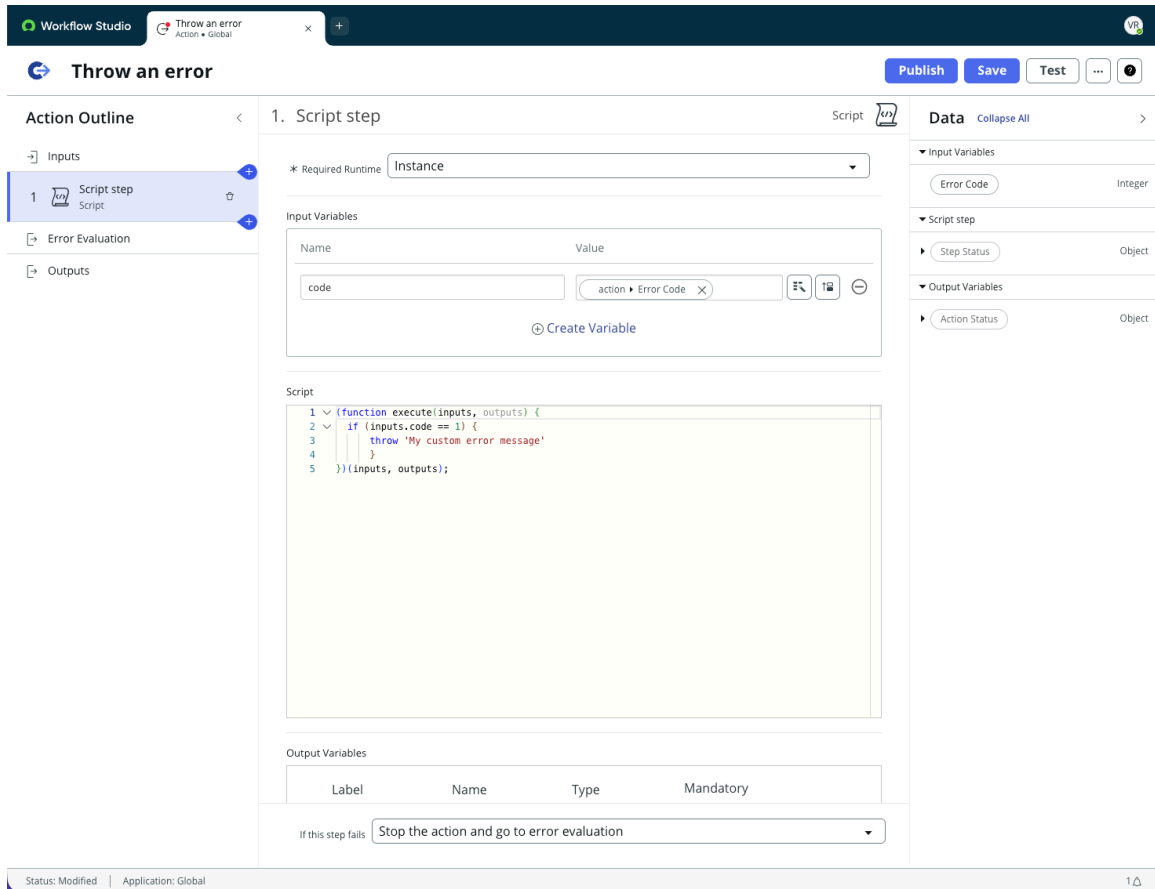 Workflow Studio
Throw an error
Action • Global
+
VR
Throw an error
Publish
Save
Test
...
?
Action Outline
Inputs
1
Script step
Script
Error Evaluation
Outputs
1. Script step
Script
* Required Runtime
Instance
Input Variables
Name
Value
code
action ▸ Error Code
Create Variable
Script
1 (function execute(inputs, outputs) {
2 if (inputs.code == 1) {
3 throw 'My custom error message'
4 }
5 })(inputs, outputs);
Output Variables
Label
Name
Type
Mandatory
If this step fails
Stop the action and go to error evaluation
Data
Collapse All
Input Variables
Error Code
Integer
Script step
Step Status
Object
Output Variables
Action Status
Object
Status: Modified | Application: Global
1